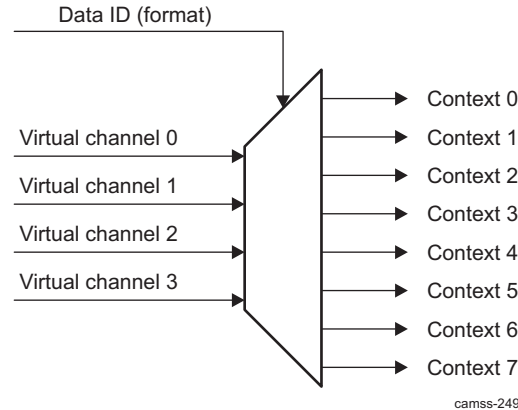 Data ID (format)
Virtual channel 0
Virtual channel 1
Virtual channel 2
Virtual channel 3
Context 0
Context 1
Context 2
Context 3
Context 4
Context 5
Context 6
Context 7
camss-249